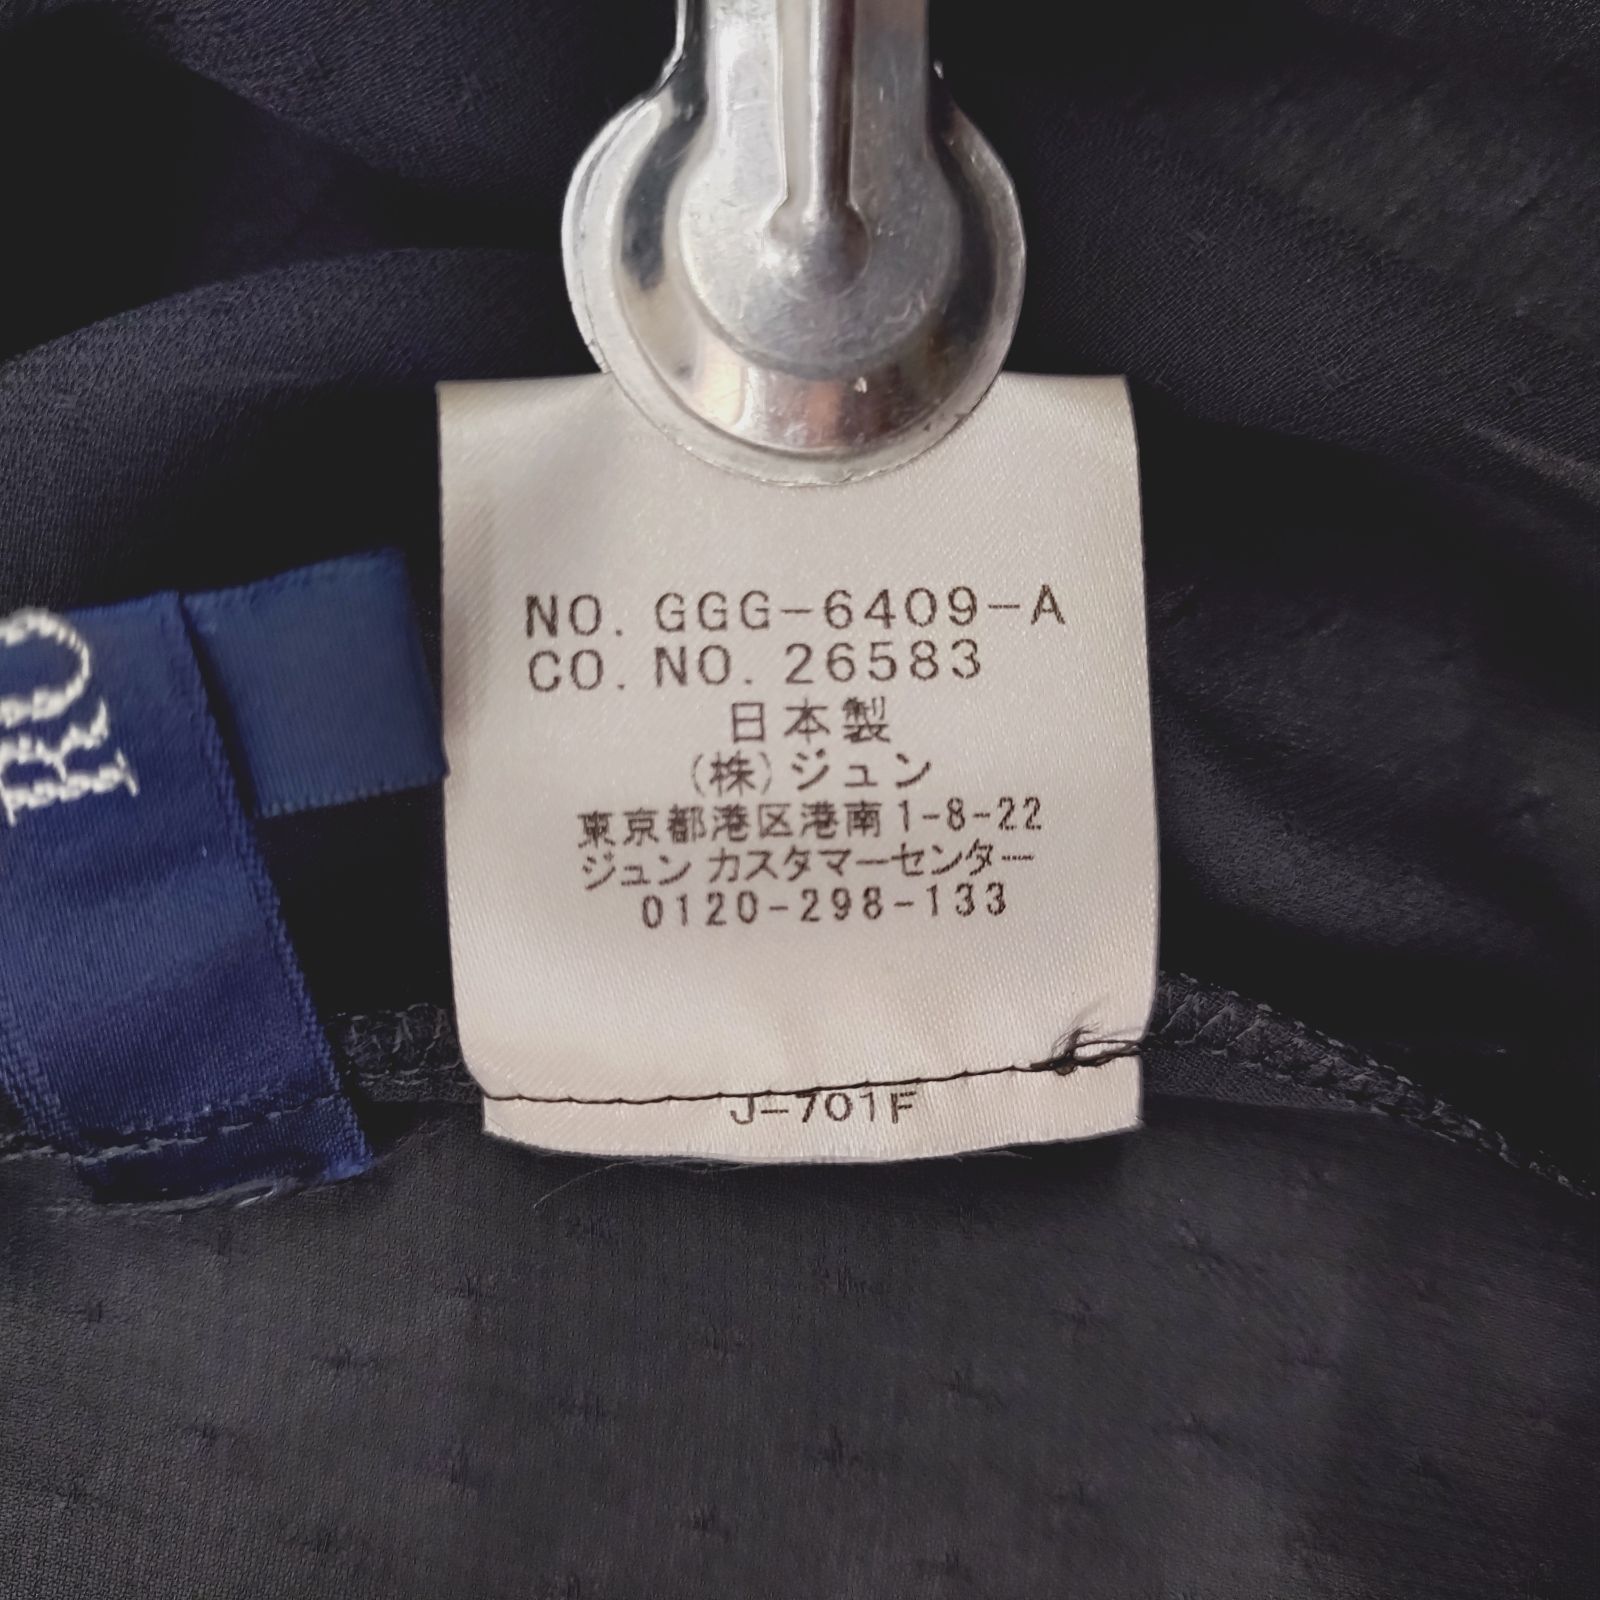 NO. GGG-6409-A
CO. NO. 26583
日本製
(株)ジュン
東京都港区港南1-8-22
ジュン カスタマーセンター
0120-298-133
J-701F
RO